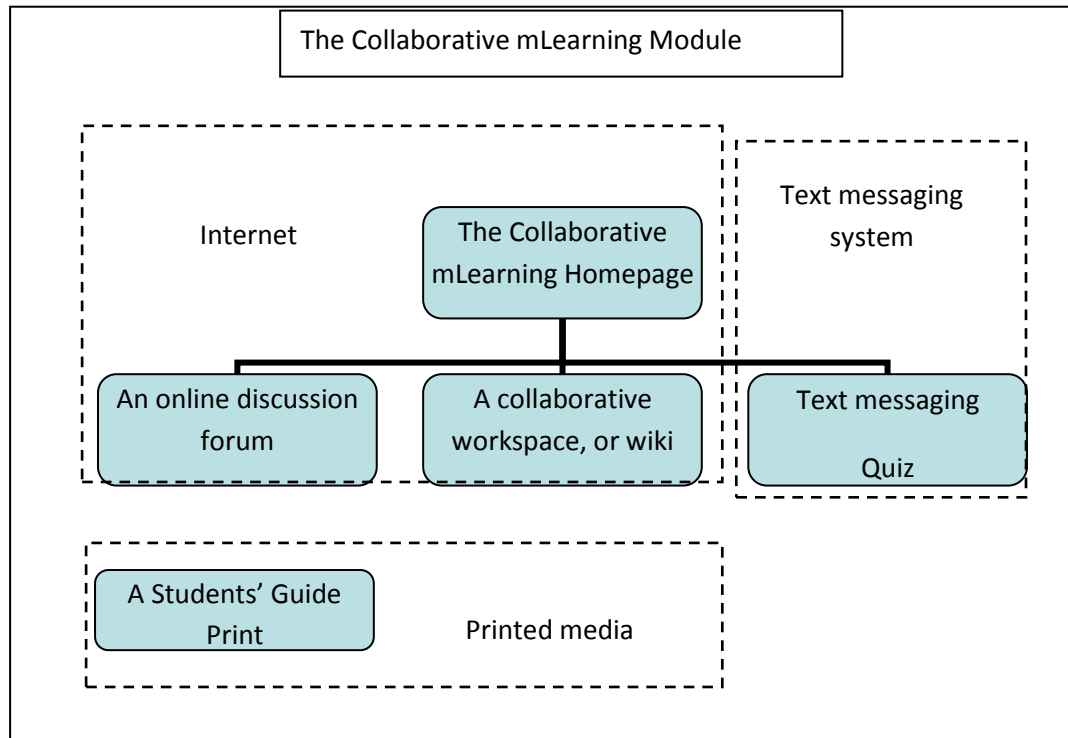 The Collaborative mLearning Module
Internet
The Collaborative
mLearning Homepage
Text messaging
system
An online discussion
forum
A collaborative
workspace, or wiki
Text messaging
Quiz
A Students’ Guide
Print
Printed media